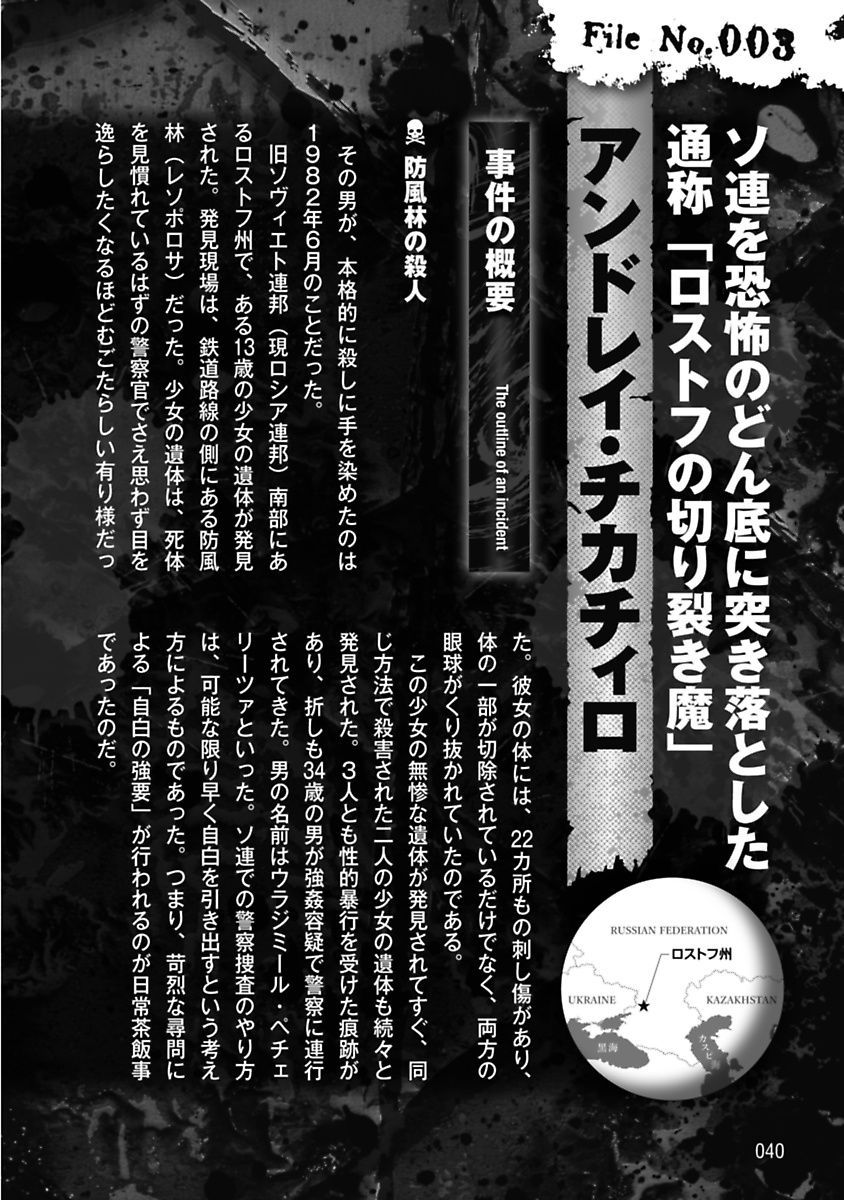 File No.003
ソ連を恐怖のどん底に突き落とした
通称「ロストフの切り裂き魔」
アンドレイ・チカチィロ
事件の概要
The outline of an incident
防風林の殺人
その男が、本格的に殺しに手を染めたのは
1982年6月のことだった。
旧ソヴィエト連邦（現ロシア連邦）南部にあ
るロストフ州で、ある13歳の少女の遺体が発見
された。発見現場は、鉄道路線の側にある防風
林（レソポロサ）だった。少女の遺体は、死体
を見慣れているはずの警察官でさえ思わず目を
逸らしたくなるほどむごたらしい有り様だっ
た。彼女の体には、22カ所もの刺し傷があり、
体の一部が切除されているだけでなく、両方の
眼球がくり抜かれていたのである。
この少女の無惨な遺体が発見されてすぐ、同
じ方法で殺害された二人の少女の遺体も続々と
発見された。3人とも性的暴行を受けた痕跡が
あり、折しも34歳の男が強姦容疑で警察に連行
されてきた。男の名前はウラジミール・ペチェ
リーツァといった。ソ連での警察捜査のやり方
は、可能な限り早く自白を引き出すという考え
方によるものであった。つまり、苛烈な尋問に
よる「自白の強要」が行われるのが日常茶飯事
であったのだ。
RUSSIAN FEDERATION
ロストフ州
UKRAINE
KAZAKHSTAN
黒海
カスピ海
040